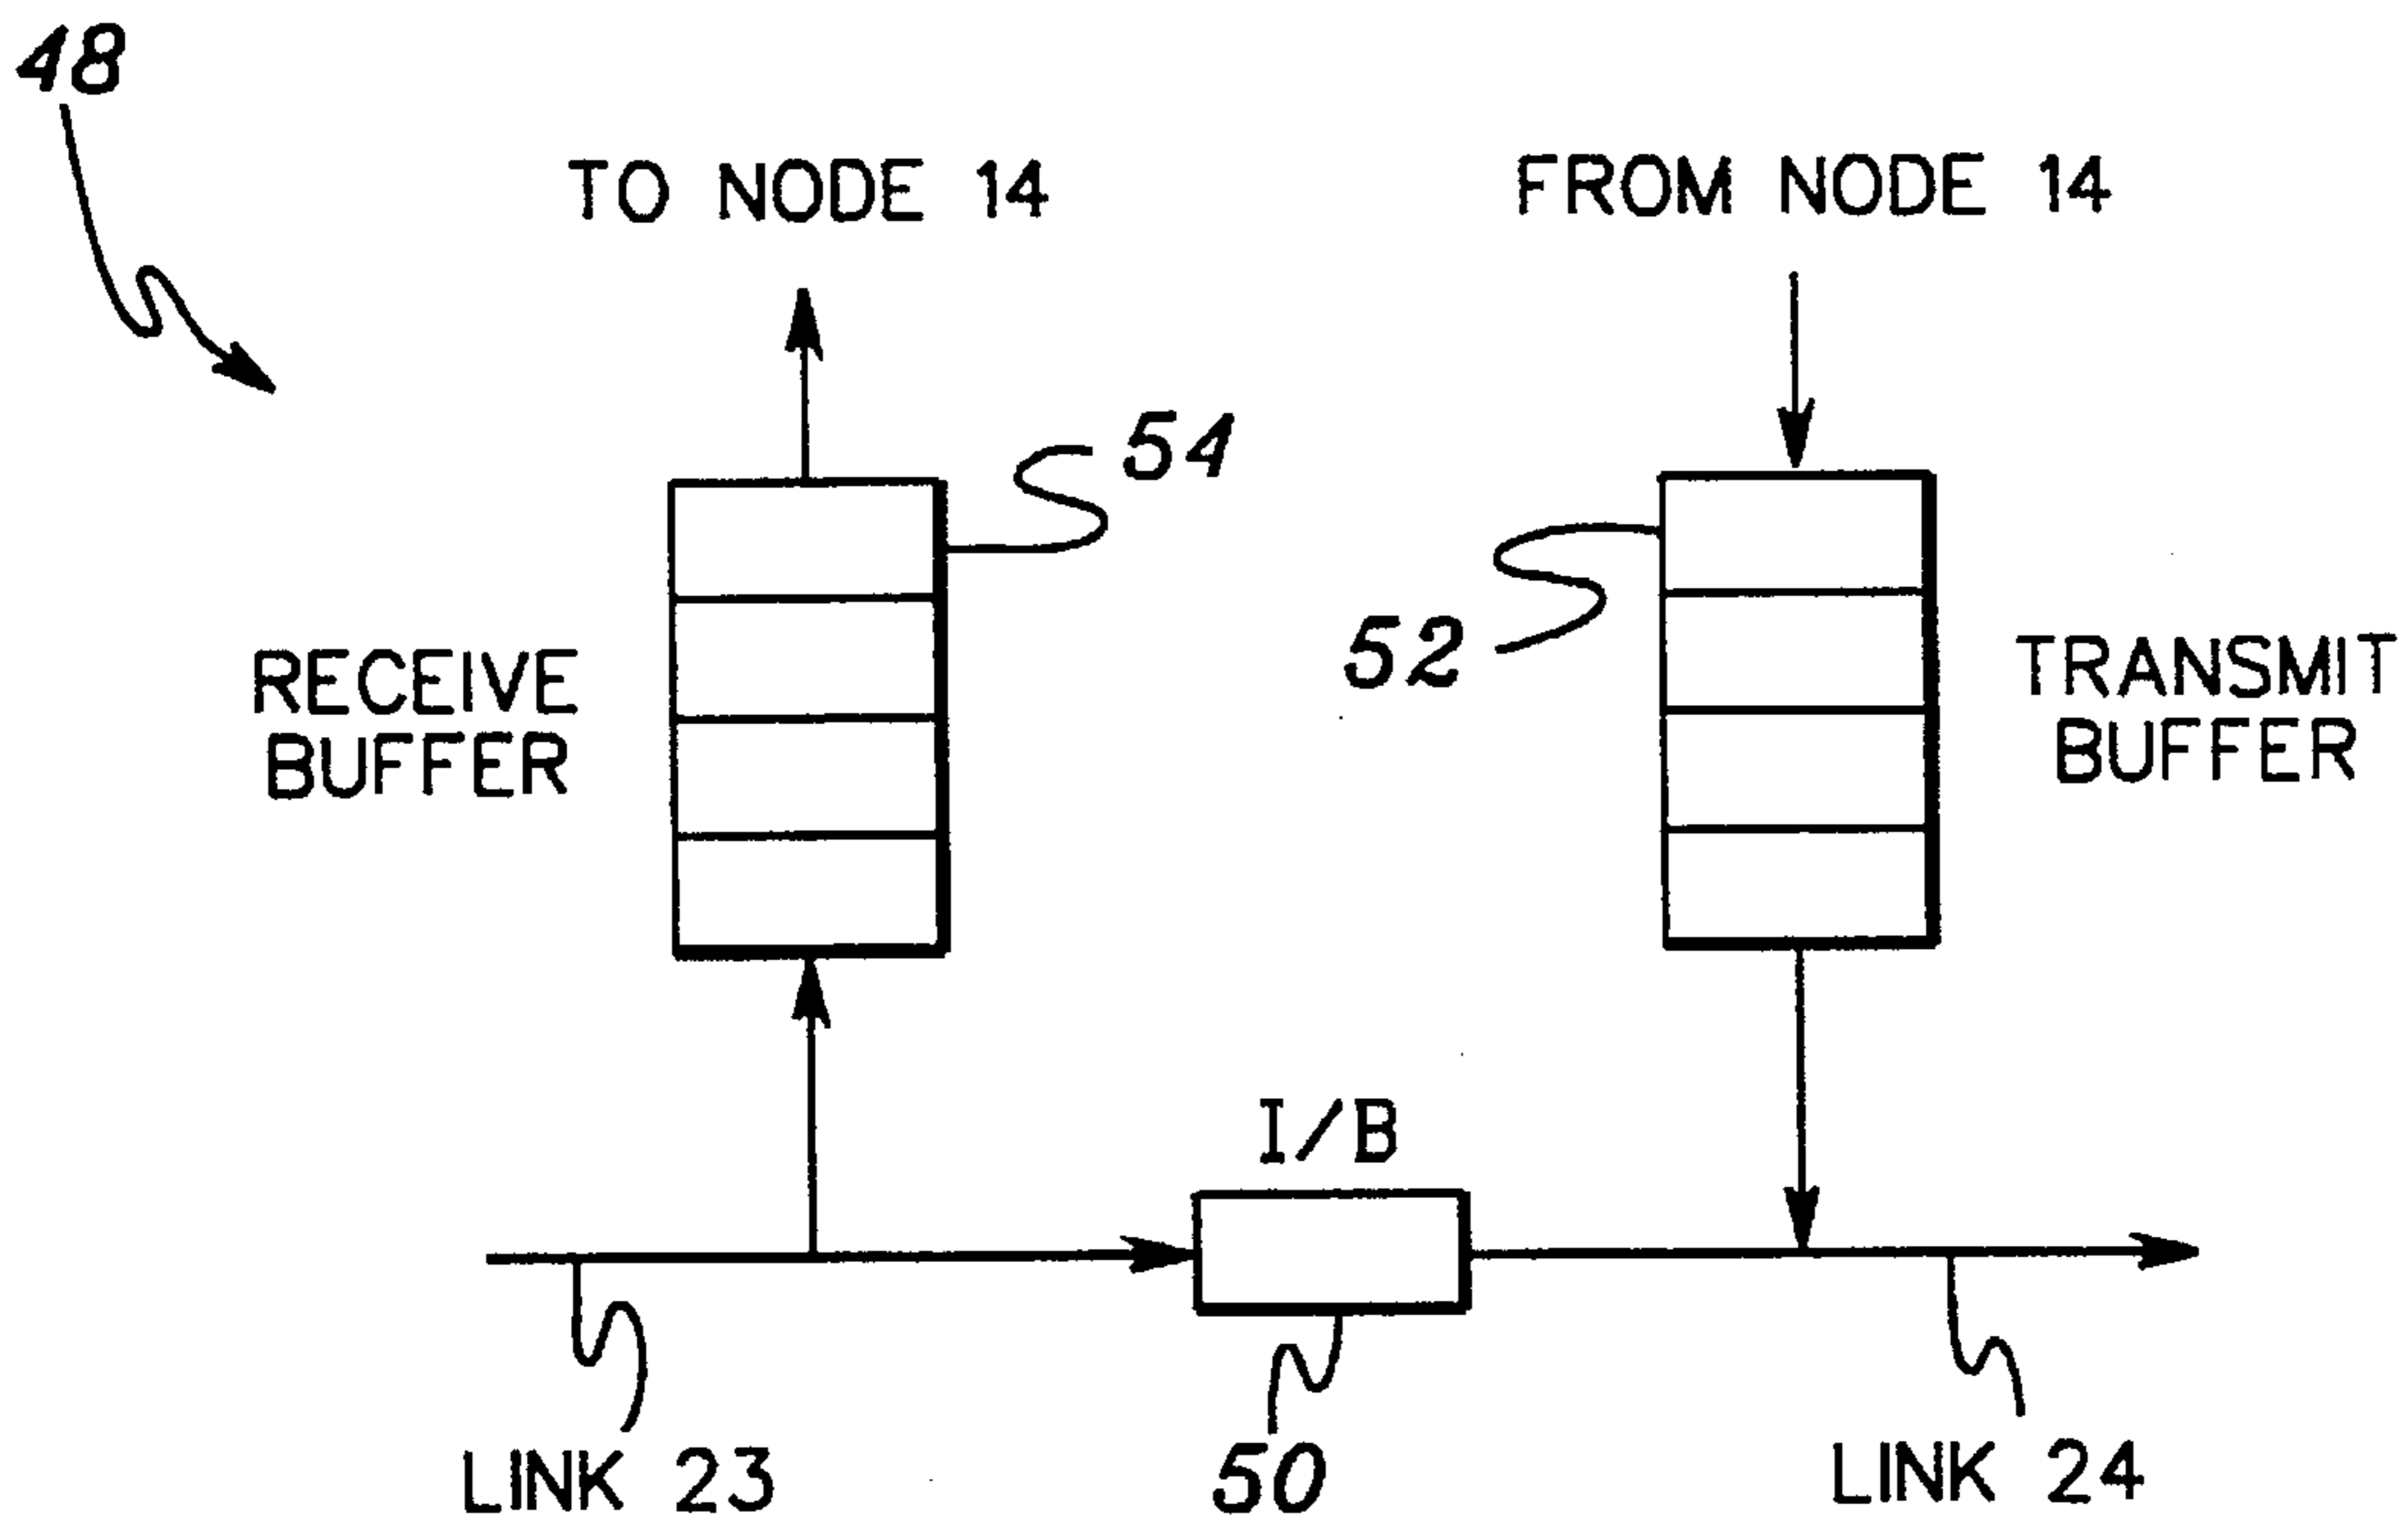 48
TO NODE 14
FROM NODE 14
54
52
RECEIVE
BUFFER
TRANSMIT
BUFFER
I/B
LINK 23
50
LINK 24